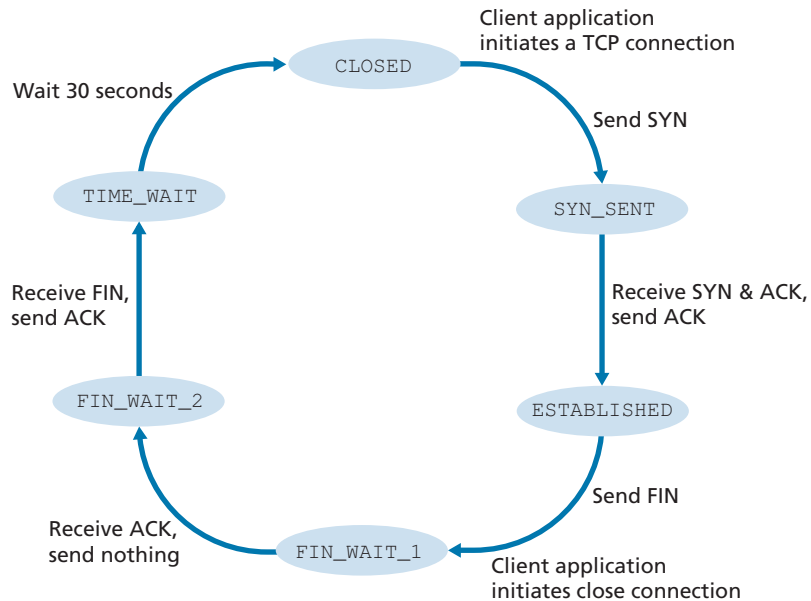 Client application
initiates a TCP connection
CLOSED
Wait 30 seconds
Send SYN
TIME_WAIT
SYN_SENT
Receive FIN,
send ACK
Receive SYN & ACK,
send ACK
FIN_WAIT_2
ESTABLISHED
Send FIN
Receive ACK,
send nothing
FIN_WAIT_1
Client application
initiates close connection